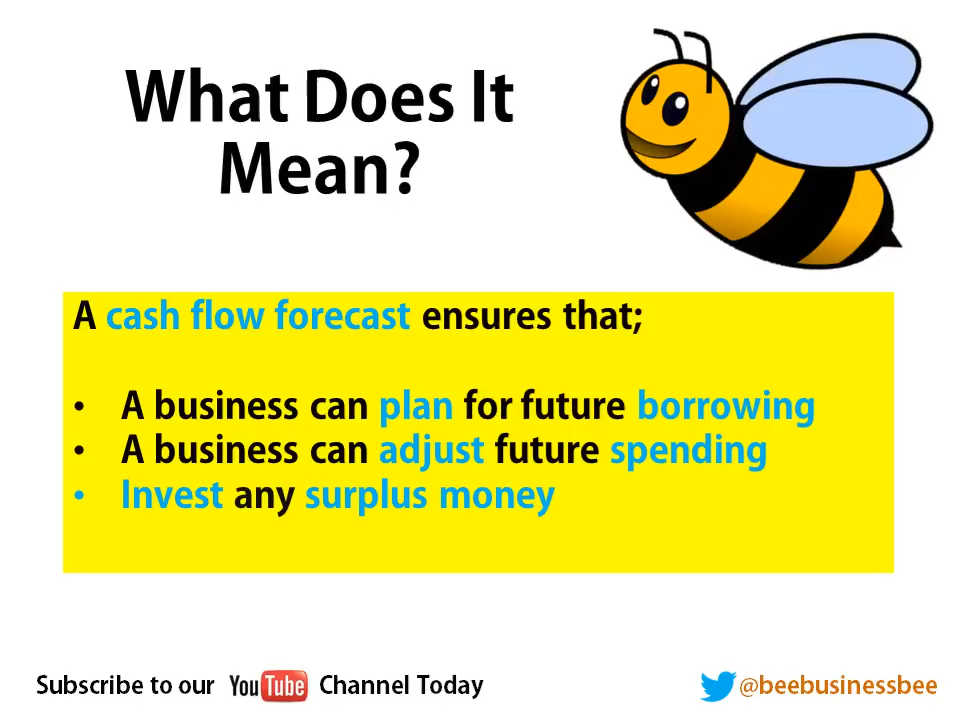 What Does It
Mean?
A cash flow forecast ensures that;
• A business can plan for future borrowing
• A business can adjust future spending
• Invest any surplus money
Subscribe to our YouTube Channel Today
@beebusinessbee